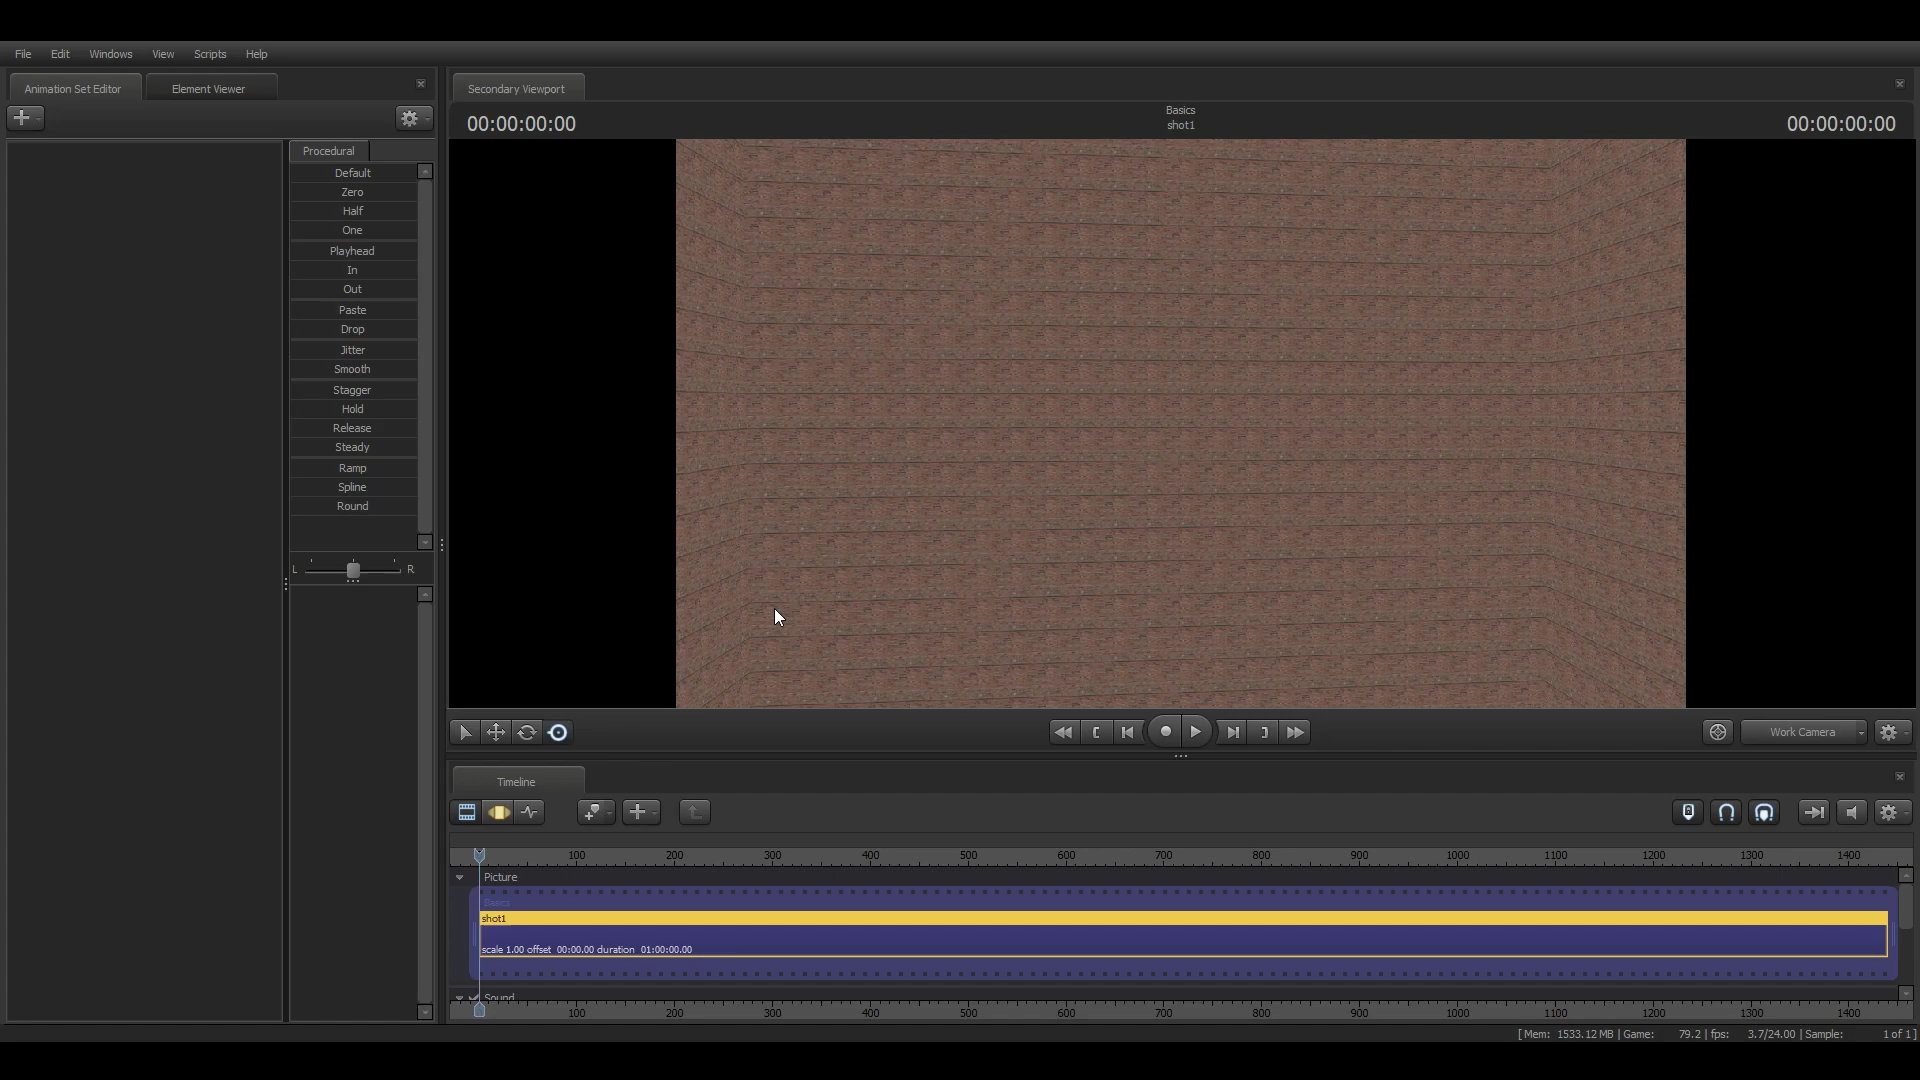 File Edit Windows View Scripts Help
Animation Set Editor Element Viewer
Secondary Viewport
Basics
00:00:00:00 shot1 00:00:00:00
Procedural
Default
Zero
Half
One
Playhead
In
Out
Paste
Drop
Jitter
Smooth
Stagger
Hold
Release
Steady
Ramp
Spline
Round
L R
Work Camera
Timeline
100 200 300 400 500 600 700 800 900 1000 1100 1200 1300 1400
Picture
Basics
shot1
scale 1.00 offset 00:00.00 duration 01:00:00.00
Sound
100 200 300 400 500 600 700 800 900 1000 1100 1200 1300 1400
[ Mem: 1533.12 MB | Game: 79.2 | fps: 3.7/24.00 | Sample: 1 of 1 ]